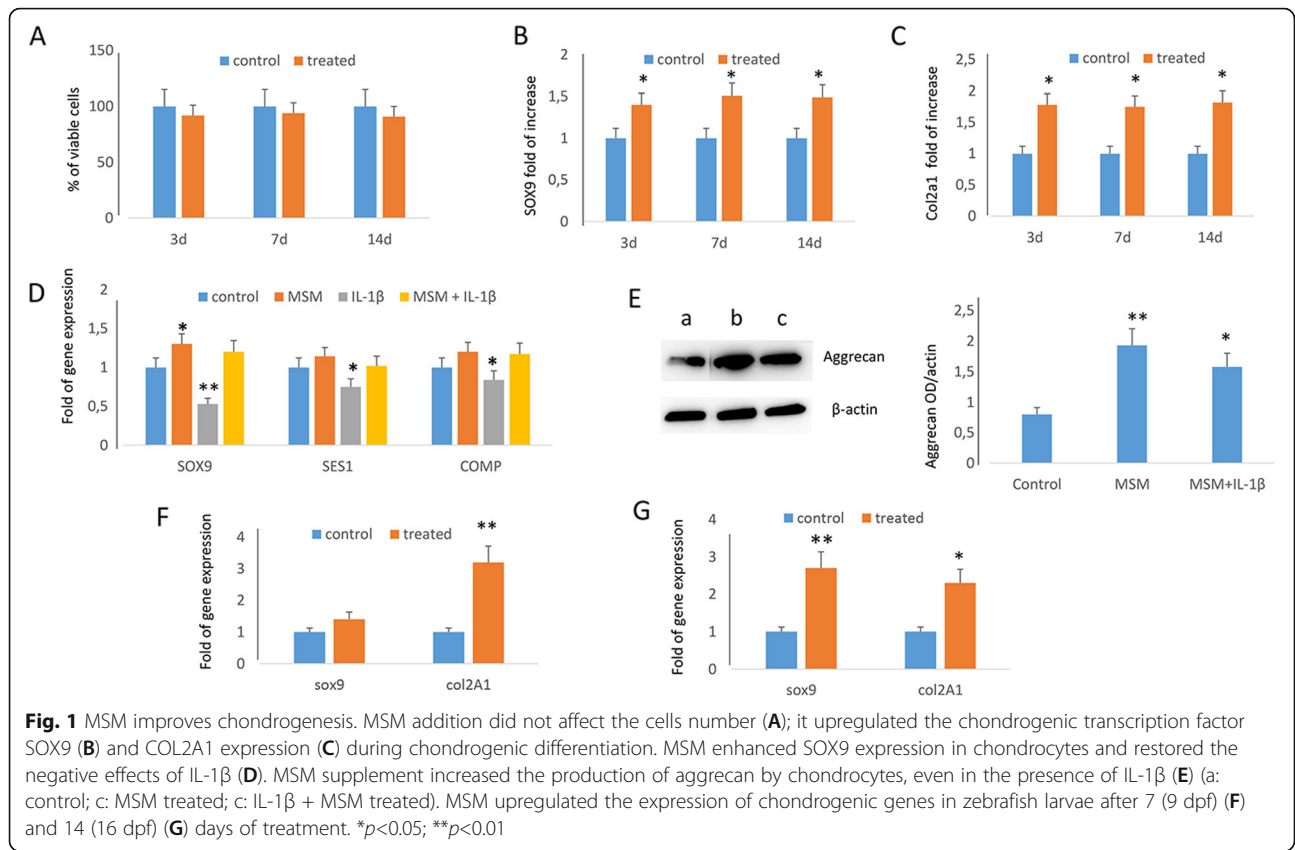 A
150
100
50
0
% of viable cells
control treated
3d 7d 14d
B
2
1,5
1
0,5
0
SOX9 fold of increase
control treated
* * *
3d 7d 14d
C
2,5
2
1,5
1
0,5
0
Col2a1 fold of increase
control treated
* * *
3d 7d 14d
D
2
1,5
1
0,5
0
Fold of gene expression
control MSM IL-1β MSM + IL-1β
* ** * *
SOX9 SES1 COMP
E
a b c
Aggrecan
β-actin
2,5
2
1,5
1
0,5
0
Aggrecan OD/actin
** *
Control MSM MSM+IL-1β
F
4
3
2
1
0
Fold of gene expression
control treated
**
sox9 col2A1
G
4
3
2
1
0
Fold of gene expression
control treated
** *
sox9 col2A1
Fig. 1 MSM improves chondrogenesis. MSM addition did not affect the cells number (A); it upregulated the chondrogenic transcription factor
SOX9 (B) and COL2A1 expression (C) during chondrogenic differentiation. MSM enhanced SOX9 expression in chondrocytes and restored the
negative effects of IL-1β (D). MSM supplement increased the production of aggrecan by chondrocytes, even in the presence of IL-1β (E) (a:
control; c: MSM treated; c: IL-1β + MSM treated). MSM upregulated the expression of chondrogenic genes in zebrafish larvae after 7 (9 dpf) (F)
and 14 (16 dpf) (G) days of treatment. *p<0.05; **p<0.01